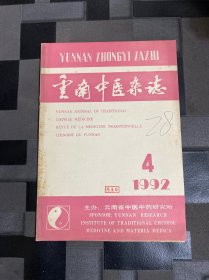 YUNNAN ZHONGYI ZAZHI
云南中医杂志
YUNNAN JOURNAL OF TRADITIONAL
CHINESE MEDICINE
REVUE DE LA MEDECINE TRADITIONNELLE
CHINOISE DU YUNNAN
78
4
1992
主办：云南省中医中药研究所
SPONSOR: YUNNAN RESEARCH
INSTITUTE OF TRADITIONAL CHINESE
MEDICINE AND MATERIA MEDICA